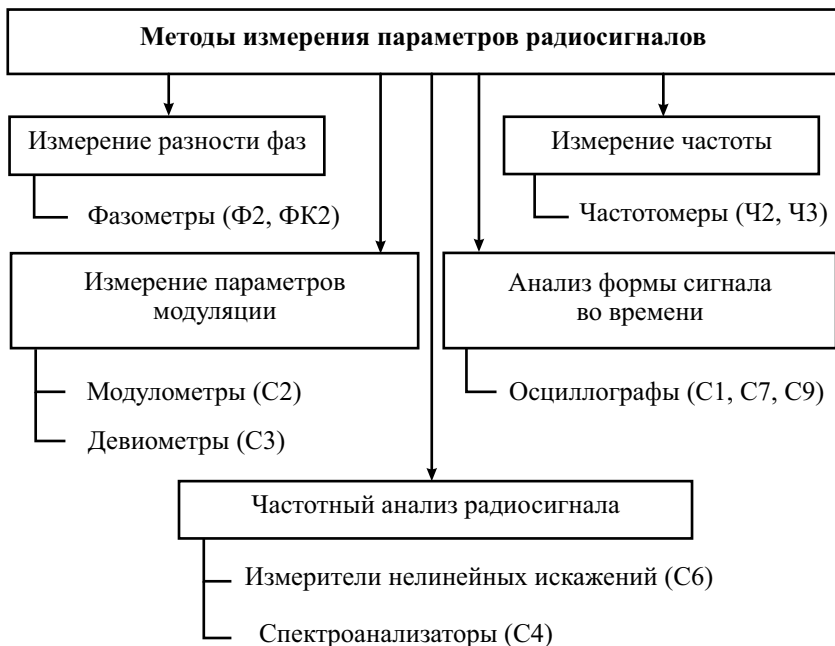 Методы измерения параметров радиосигналов
Измерение разности фаз
Измерение частоты
Фазометры (Ф2, ФК2)
Частотомеры (Ч2, Ч3)
Измерение параметров
модуляции
Анализ формы сигнала
во времени
Модулометры (С2)
Девиометры (С3)
Осциллографы (С1, С7, С9)
Частотный анализ радиосигнала
Измерители нелинейных искажений (С6)
Спектроанализаторы (С4)